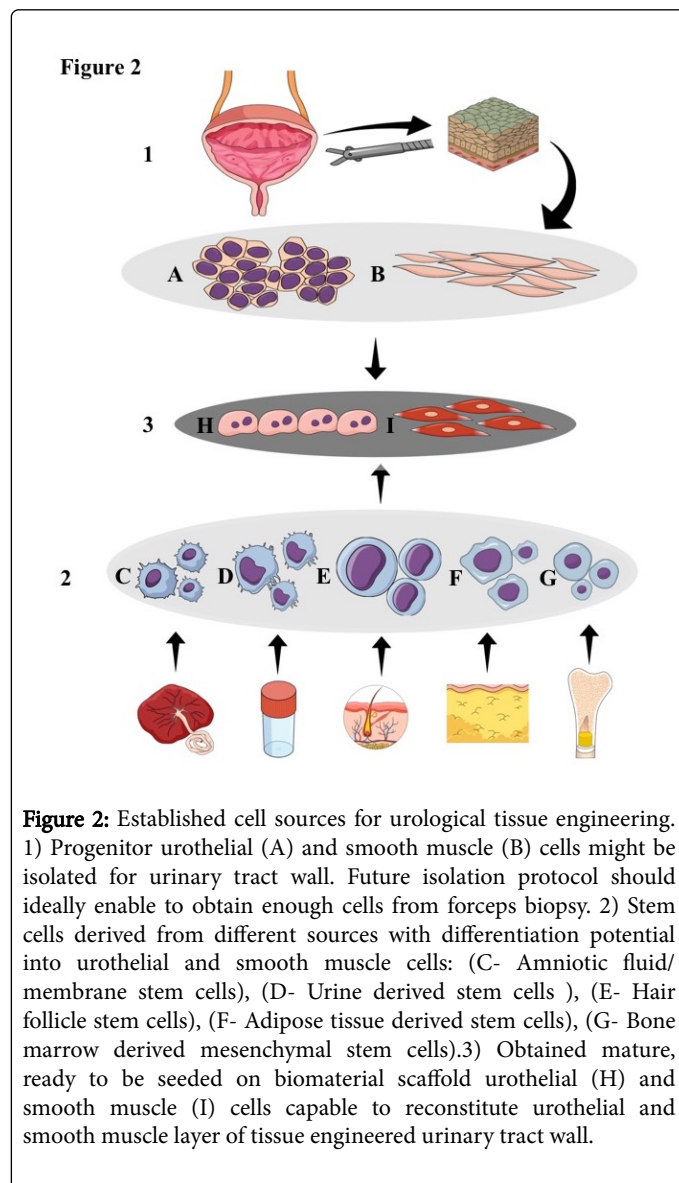 Figure 2
1
A
B
3
H
I
2
C
D
E
F
G
Figure 2: Established cell sources for urological tissue engineering.
1) Progenitor urothelial (A) and smooth muscle (B) cells might be
isolated for urinary tract wall. Future isolation protocol should
ideally enable to obtain enough cells from forceps biopsy. 2) Stem
cells derived from different sources with differentiation potential
into urothelial and smooth muscle cells: (C- Amniotic fluid/
membrane stem cells), (D- Urine derived stem cells ), (E- Hair
follicle stem cells), (F- Adipose tissue derived stem cells), (G- Bone
marrow derived mesenchymal stem cells).3) Obtained mature,
ready to be seeded on biomaterial scaffold urothelial (H) and
smooth muscle (I) cells capable to reconstitute urothelial and
smooth muscle layer of tissue engineered urinary tract wall.